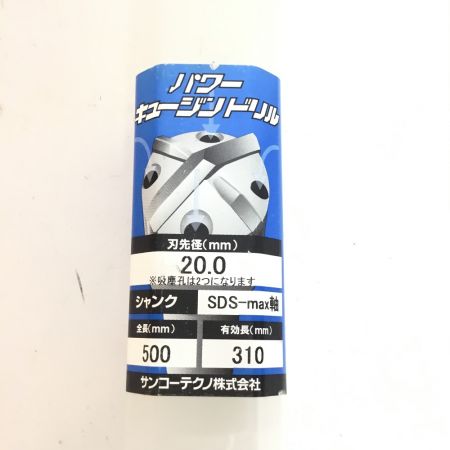 パワー
キュージンドリル
刃先径(mm)
20.0
※吸塵孔は2つになります
シャンク SDS-max軸
全長(mm) 有効長(mm)
500 310
サンコーテクノ株式会社